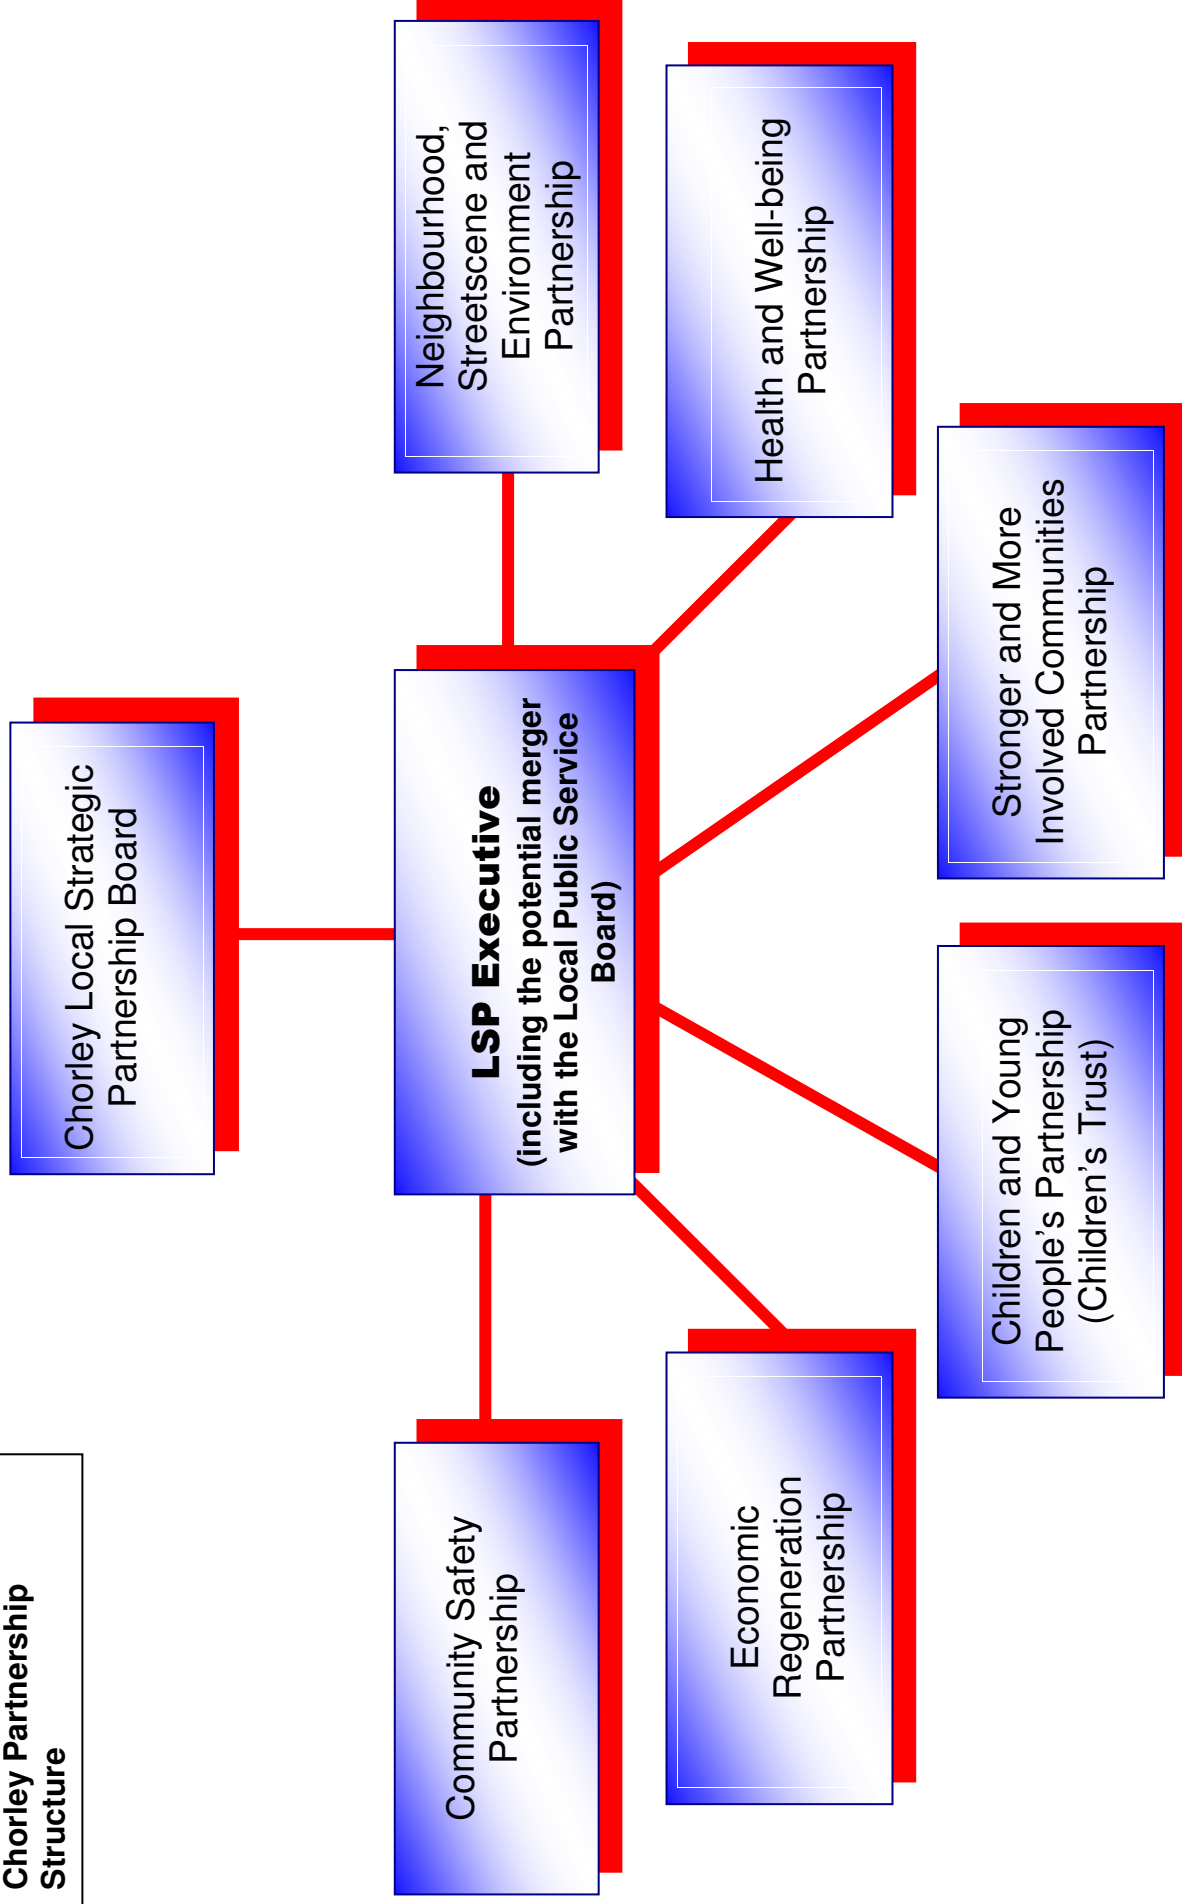 Chorley Partnership
Structure
Chorley Local Strategic
Partnership Board
LSP Executive
(including the potential merger
with the Local Public Service
Board)
Community Safety
Partnership
Neighbourhood,
Streetscene and
Environment
Partnership
Economic
Regeneration
Partnership
Health and Well-being
Partnership
Children and Young
People’s Partnership
(Children’s Trust)
Stronger and More
Involved Communities
Partnership